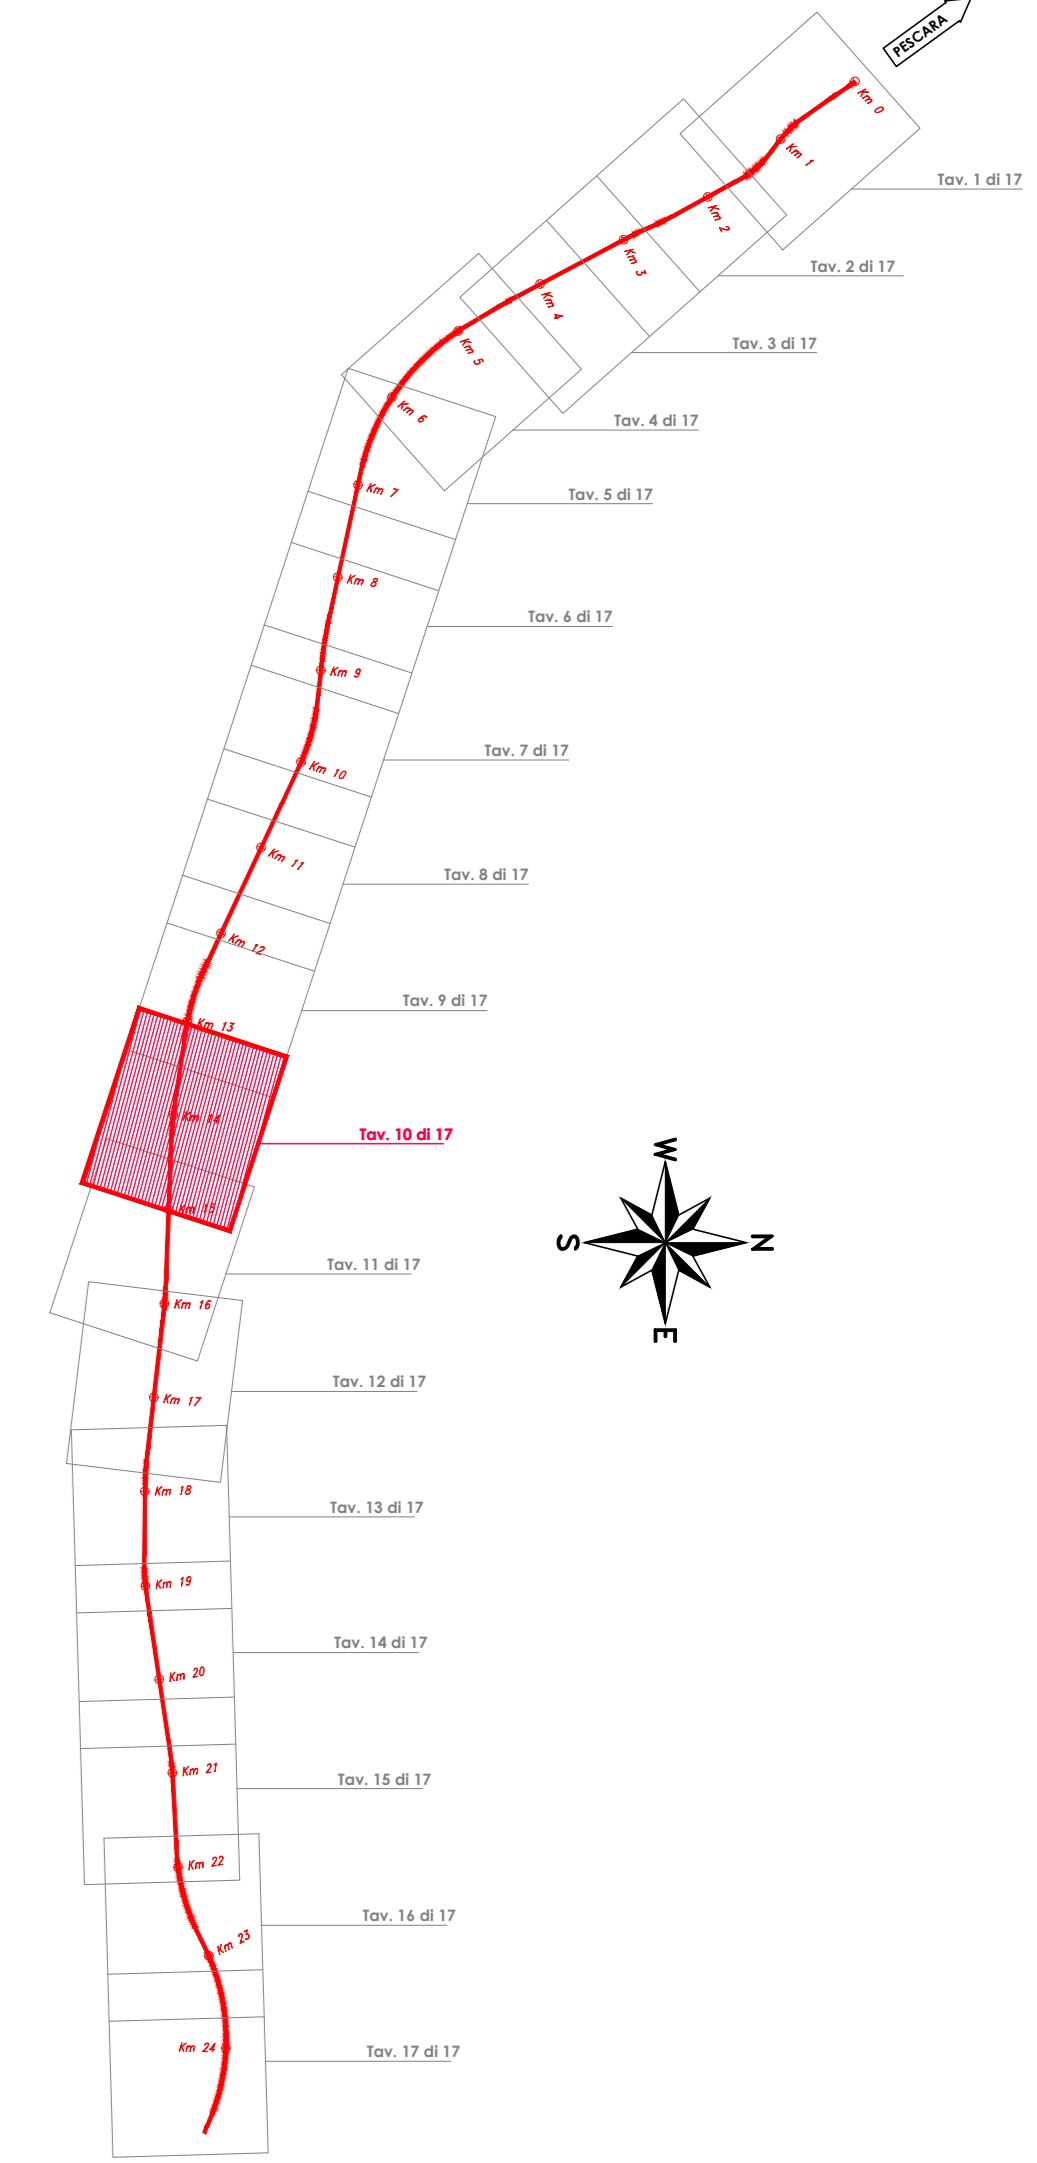 PESCARA
Km 0
Km 1
Tav. 1 di 17
Km 2
Km 3
Tav. 2 di 17
Km 4
Tav. 3 di 17
Km 5
Km 6
Tav. 4 di 17
Km 7
Tav. 5 di 17
Km 8
Tav. 6 di 17
Km 9
Tav. 7 di 17
Km 10
Km 11
Tav. 8 di 17
Km 12
Tav. 9 di 17
Km 13
Km 14
Tav. 10 di 17
W
Km 15
S
N
Tav. 11 di 17
Km 16
E
Tav. 12 di 17
Km 17
Km 18
Tav. 13 di 17
Km 19
Tav. 14 di 17
Km 20
Km 21
Tav. 15 di 17
Km 22
Tav. 16 di 17
Km 23
Km 24
Tav. 17 di 17